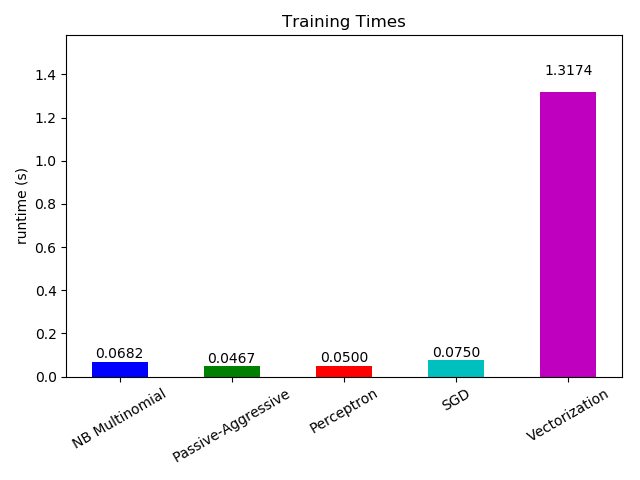 Training Times
runtime (s)
1.4
1.2
1.0
0.8
0.6
0.4
0.2
0.0
0.0682
0.0467
0.0500
0.0750
1.3174
NB Multinomial
Passive-Aggressive
Perceptron
SGD
Vectorization